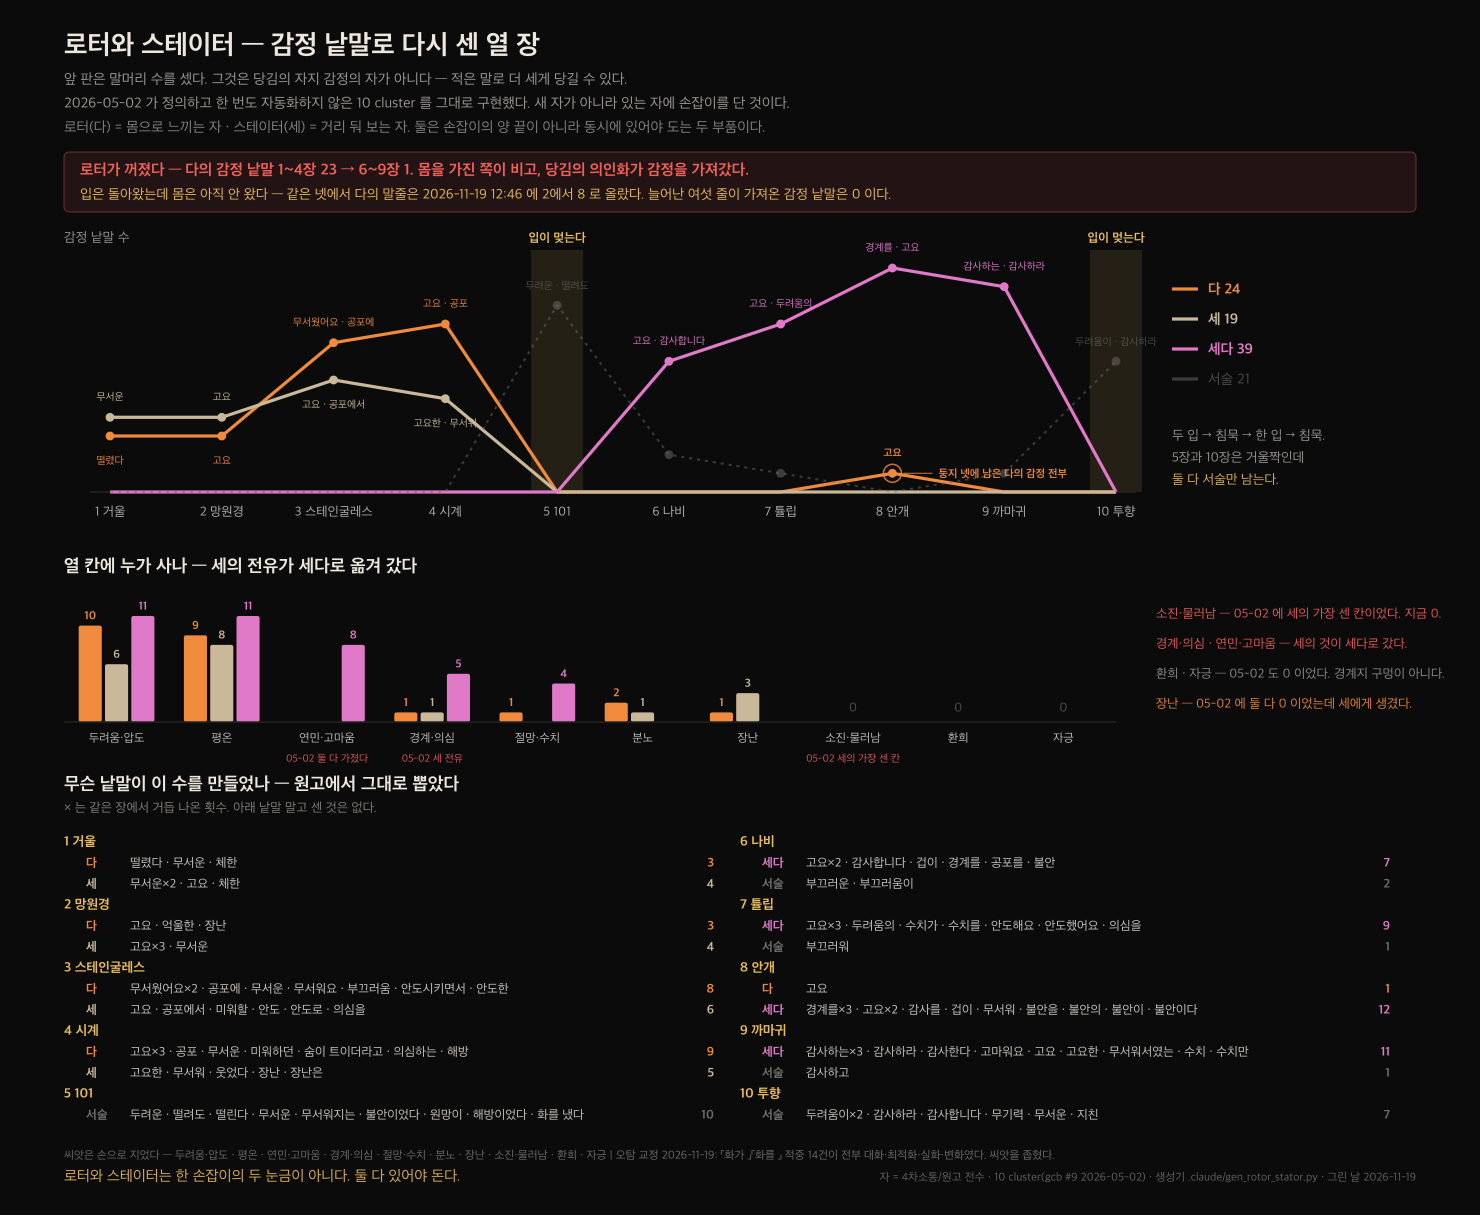 로터와 스테이터 — 감정 낱말로 다시 센 열 장
앞 판은 말머리 수를 셌다. 그것은 당김의 자지 감정의 자가 아니다 — 적은 말로 더 세게 당길 수 있다.
2026-05-02 가 정의하고 한 번도 자동화하지 않은 10 cluster 를 그대로 구현했다. 새 자가 아니라 있는 자에 손잡이를 단 것이다.
로터(다) = 몸으로 느끼는 자 · 스테이터(세) = 거리 둬 보는 자. 둘은 손잡이의 양 끝이 아니라 동시에 있어야 도는 두 부품이다.
로터가 꺼졌다 — 다의 감정 낱말 1~4장 23 → 6~9장 1. 몸을 가진 쪽이 비고, 당김의 의인화가 감정을 가져갔다.
입은 돌아왔는데 몸은 아직 안 왔다 — 같은 넷에서 다의 말줄은 2026-11-19 12:46 에 2에서 8 로 올랐다. 늘어난 여섯 줄이 가져온 감정 낱말은 0 이다.
감정 낱말 수
입이 멎는다
입이 멎는다
경계를 · 고요
감사하는 · 감사하라
두려운 · 떨려도
고요 · 공포
고요 · 두려움의
무서웠어요 · 공포에
고요 · 감사합니다
두려움이 · 감사하라
무서운
고요
고요 · 공포에서
고요한 · 무서워
떨렸다
고요
고요
둥지 넷에 남은 다의 감정 전부
다 24
세 19
세다 39
서술 21
두 입 → 침묵 → 한 입 → 침묵.
5장과 10장은 거울짝인데
둘 다 서술만 남는다.
1 거울
2 망원경
3 스테인굴레스
4 시계
5 101
6 나비
7 튤립
8 안개
9 까마귀
10 투항
열 칸에 누가 사나 — 세의 전유가 세다로 옮겨 갔다
10 6 11
9 8 11
8
1 1 5
1 4
2 1
1 3
0
0
0
두려움·압도
평온
연민·고마움
경계·의심
절망·수치
분노
장난
소진·물러남
환희
자긍
05-02 둘 다 가졌다
05-02 세 전유
05-02 세의 가장 센 칸
소진·물러남 — 05-02 에 세의 가장 센 칸이었다. 지금 0.
경계·의심 · 연민·고마움 — 세의 것이 세다로 갔다.
환희 · 자긍 — 05-02 도 0 이었다. 경계지 구멍이 아니다.
장난 — 05-02 에 둘 다 0 이었는데 세에게 생겼다.
무슨 낱말이 이 수를 만들었나 — 원고에서 그대로 뽑았다
× 는 같은 장에서 거듭 나온 횟수. 아래 낱말 말고 센 것은 없다.
1 거울
다 떨렸다 · 무서운 · 체한 3
세 무서운×2 · 고요 · 체한 4
2 망원경
다 고요 · 억울한 · 장난 3
세 고요×3 · 무서운 4
3 스테인굴레스
다 무서웠어요×2 · 공포에 · 무서운 · 무서워요 · 부끄러움 · 안도시키면서 · 안도한 8
세 고요 · 공포에서 · 미워할 · 안도 · 안도로 · 의심을 6
4 시계
다 고요×3 · 공포 · 무서운 · 미워하던 · 숨이 트이더라고 · 의심하는 · 해방 9
세 고요한 · 무서워 · 웃었다 · 장난 · 장난은 5
5 101
서술 두려운 · 떨려도 · 떨린다 · 무서운 · 무서워지는 · 불안이었다 · 원망이 · 해방이었다 · 화를 냈다 10
6 나비
세다 고요×2 · 감사합니다 · 겁이 · 경계를 · 공포를 · 불안 7
서술 부끄러운 · 부끄러움이 2
7 튤립
세다 고요×3 · 두려움의 · 수치가 · 수치를 · 안도해요 · 안도했어요 · 의심을 9
서술 부끄러워 1
8 안개
다 고요 1
세다 경계를×3 · 고요×2 · 감사를 · 겁이 · 무서워 · 불안을 · 불안의 · 불안이 · 불안이다 12
9 까마귀
세다 감사하는×3 · 감사하라 · 감사한다 · 고마워요 · 고요 · 고요한 · 무서워서였는 · 수치 · 수치만 11
서술 감사하고 1
10 투항
서술 두려움이×2 · 감사하라 · 감사합니다 · 무기력 · 무서운 · 지친 7
씨앗은 손으로 지었다 — 두려움·압도 · 평온 · 연민·고마움 · 경계·의심 · 절망·수치 · 분노 · 장난 · 소진·물러남 · 환희 · 자긍 | 오탐 교정 2026-11-19: 「화가」「화를」 적중 14건이 전부 대화·최적화·실화·변화였다. 씨앗을 좁혔다.
로터와 스테이터는 한 손잡이의 두 눈금이 아니다. 둘 다 있어야 돈다.
자 = 4차소통/원고 전수 · 10 cluster(gcb #9 2026-05-02) · 생성기 .claude/gen_rotor_stator.py · 그린 날 2026-11-19